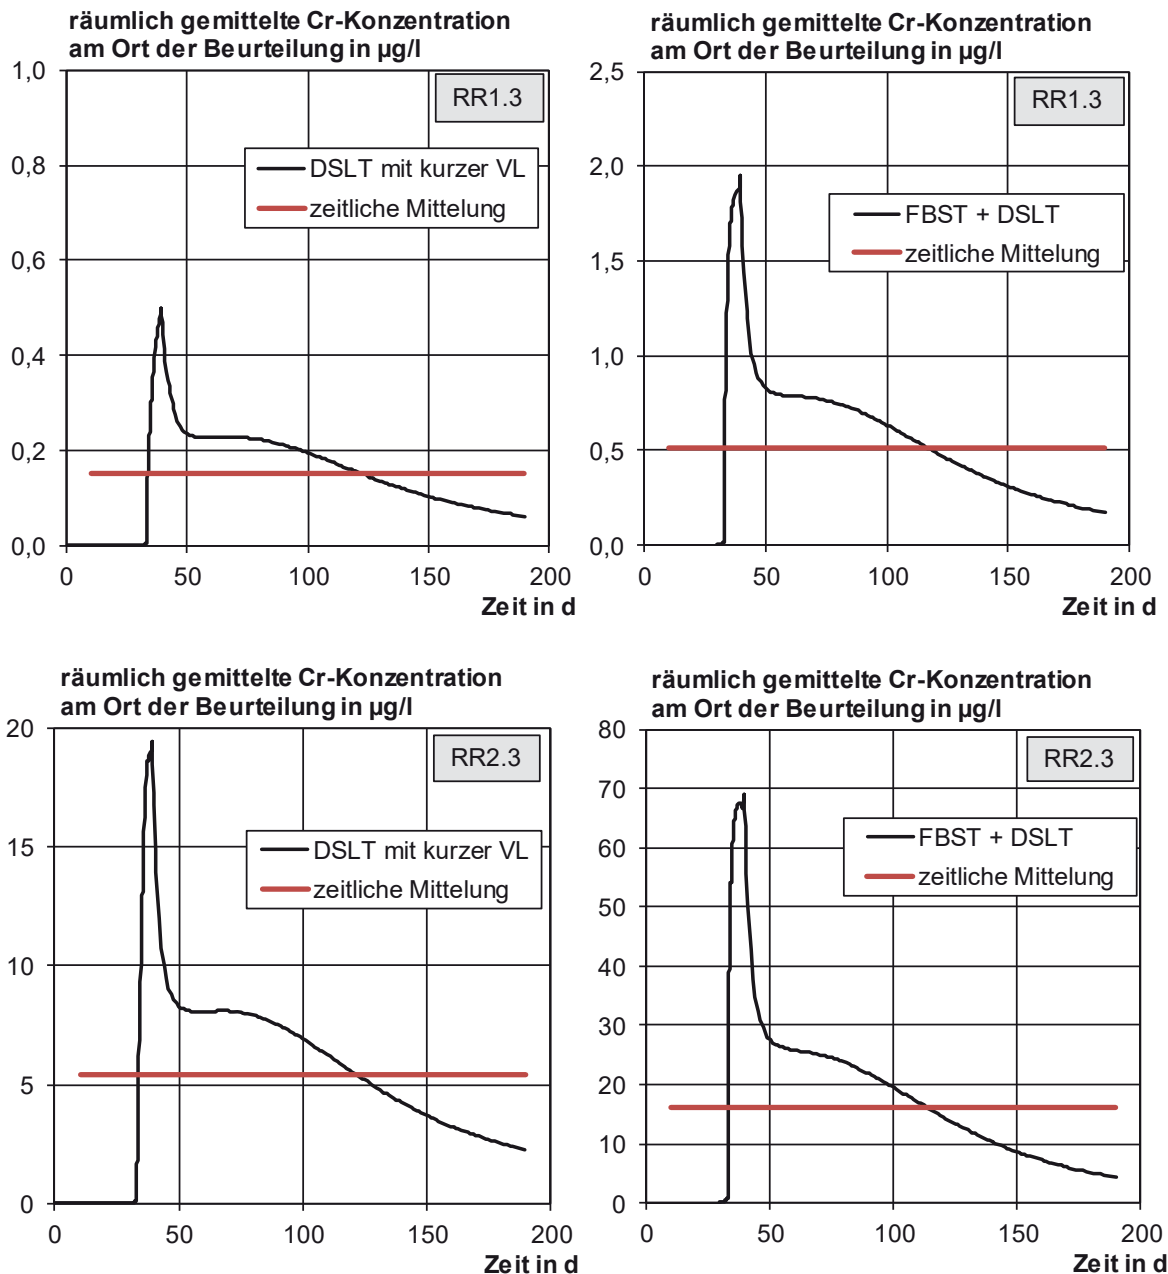 räumlich gemittelte Cr-Konzentration
am Ort der Beurteilung in µg/l
1,0
0,8
0,6
0,4
0,2
0,0
0 50 100 150 200
Zeit in d
RR1.3
DSLT mit kurzer VL
zeitliche Mittelung
räumlich gemittelte Cr-Konzentration
am Ort der Beurteilung in µg/l
2,5
2,0
1,5
1,0
0,5
0,0
0 50 100 150 200
Zeit in d
RR1.3
FBST + DSLT
zeitliche Mittelung
räumlich gemittelte Cr-Konzentration
am Ort der Beurteilung in µg/l
20
15
10
5
0
0 50 100 150 200
Zeit in d
RR2.3
DSLT mit kurzer VL
zeitliche Mittelung
räumlich gemittelte Cr-Konzentration
am Ort der Beurteilung in µg/l
80
70
60
50
40
30
20
10
0
0 50 100 150 200
Zeit in d
RR2.3
FBST + DSLT
zeitliche Mittelung